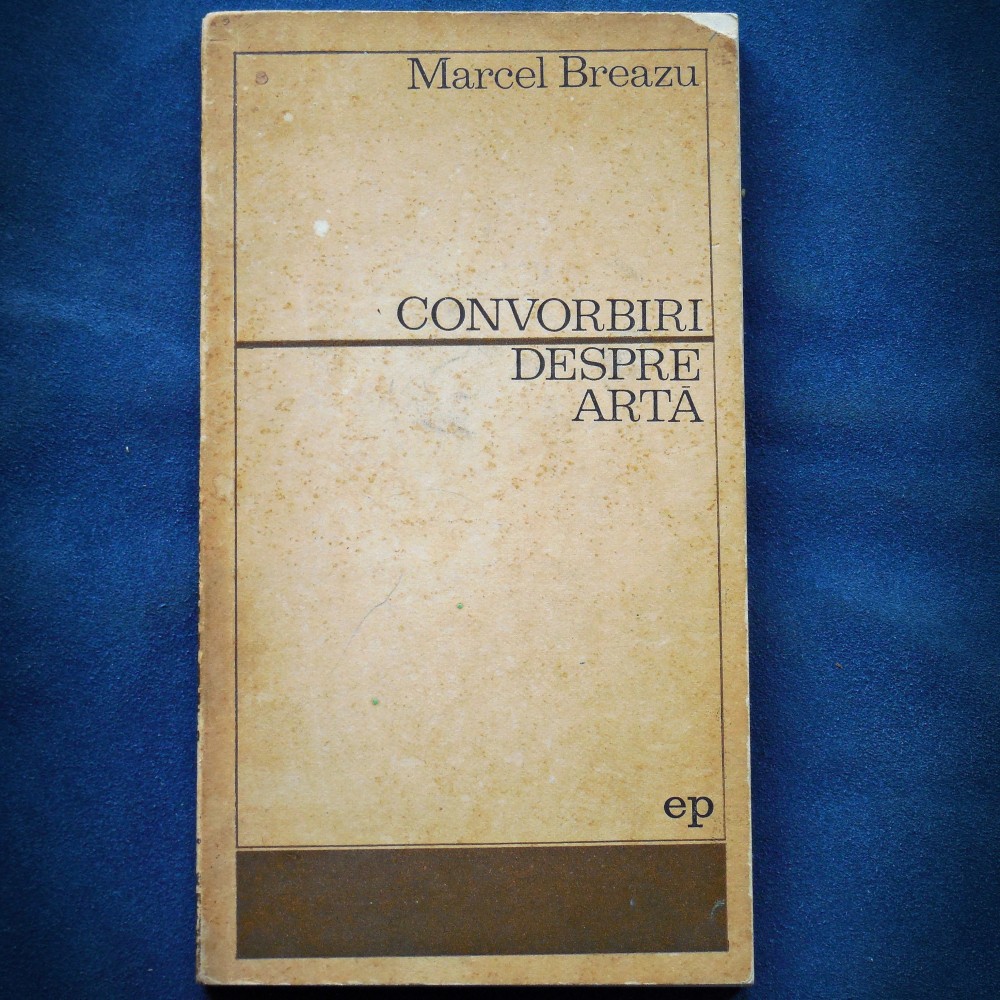 Marcel Breazu
CONVORBIRI
DESPRE
ARTĂ
ep